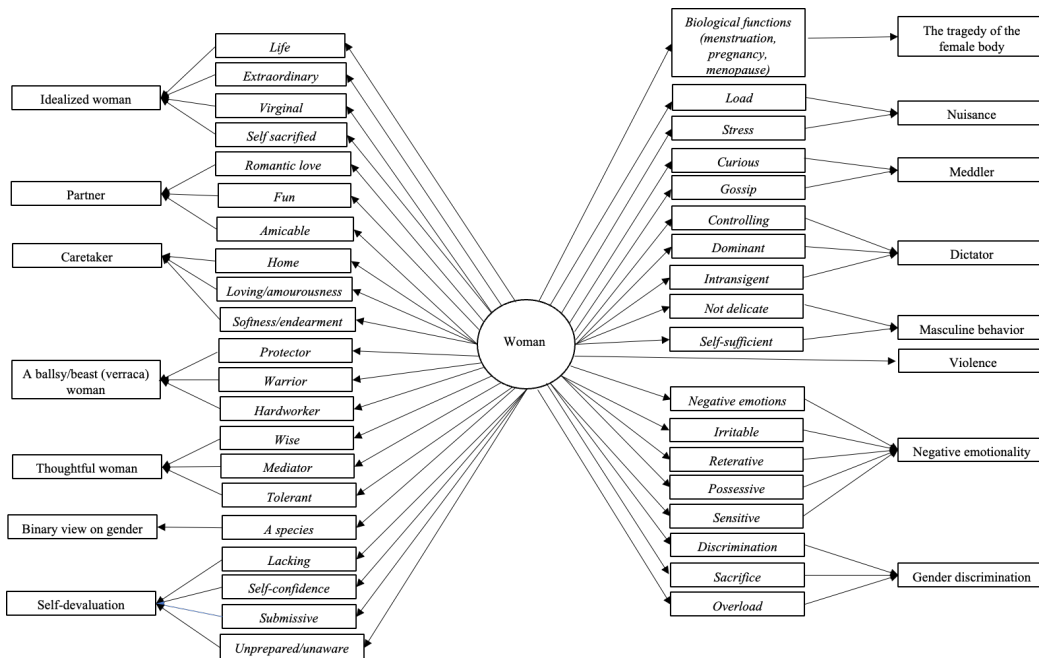 Life
Extraordinary
Idealized woman
Virginal
Self sacrified
Romantic love
Partner
Fun
Amicable
Caretaker
Home
Loving/amourousness
Softness/endearment
Protector
A ballsy/beast (verraca)
woman
Warrior
Hardworker
Wise
Thoughtful woman
Mediator
Tolerant
Binary view on gender
A species
Lacking
Self-confidence
Self-devaluation
Submissive
Unprepared/unaware
Woman
Biological functions
(menstruation,
pregnancy,
menopause)
The tragedy of the
female body
Load
Nuisance
Stress
Curious
Meddler
Gossip
Controlling
Dominant
Dictator
Intransigent
Not delicate
Masculine behavior
Self-sufficient
Violence
Negative emotions
Irritable
Negative emotionality
Reterative
Possessive
Sensitive
Discrimination
Sacrifice
Gender discrimination
Overload